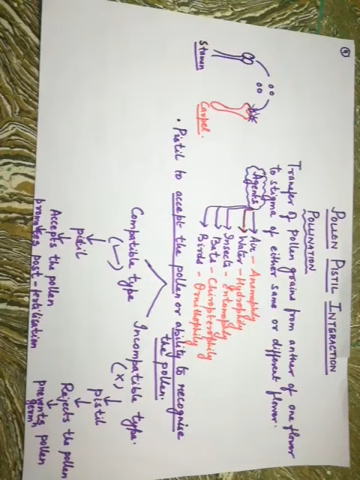 POLLEN PISTIL INTERACTION
POLLINATION
Transfer of pollen grains from anther of one flower
to stigma of either same or different flower.
Agents
Air - Anemophily
Water - Hydrophily
Insects - Entomophily
Bats - Chiropterophily
Birds - Ornithophily
Stamen
Carpel.
• Pistil to accept the pollen or ability to recognise
the pollen.
Compatible type
(✓)
pistil
Accepts the pollen
promotes post-fertilisation
Incompatible type.
(x)
pistil
Rejects the pollen
prevents pollen
germ